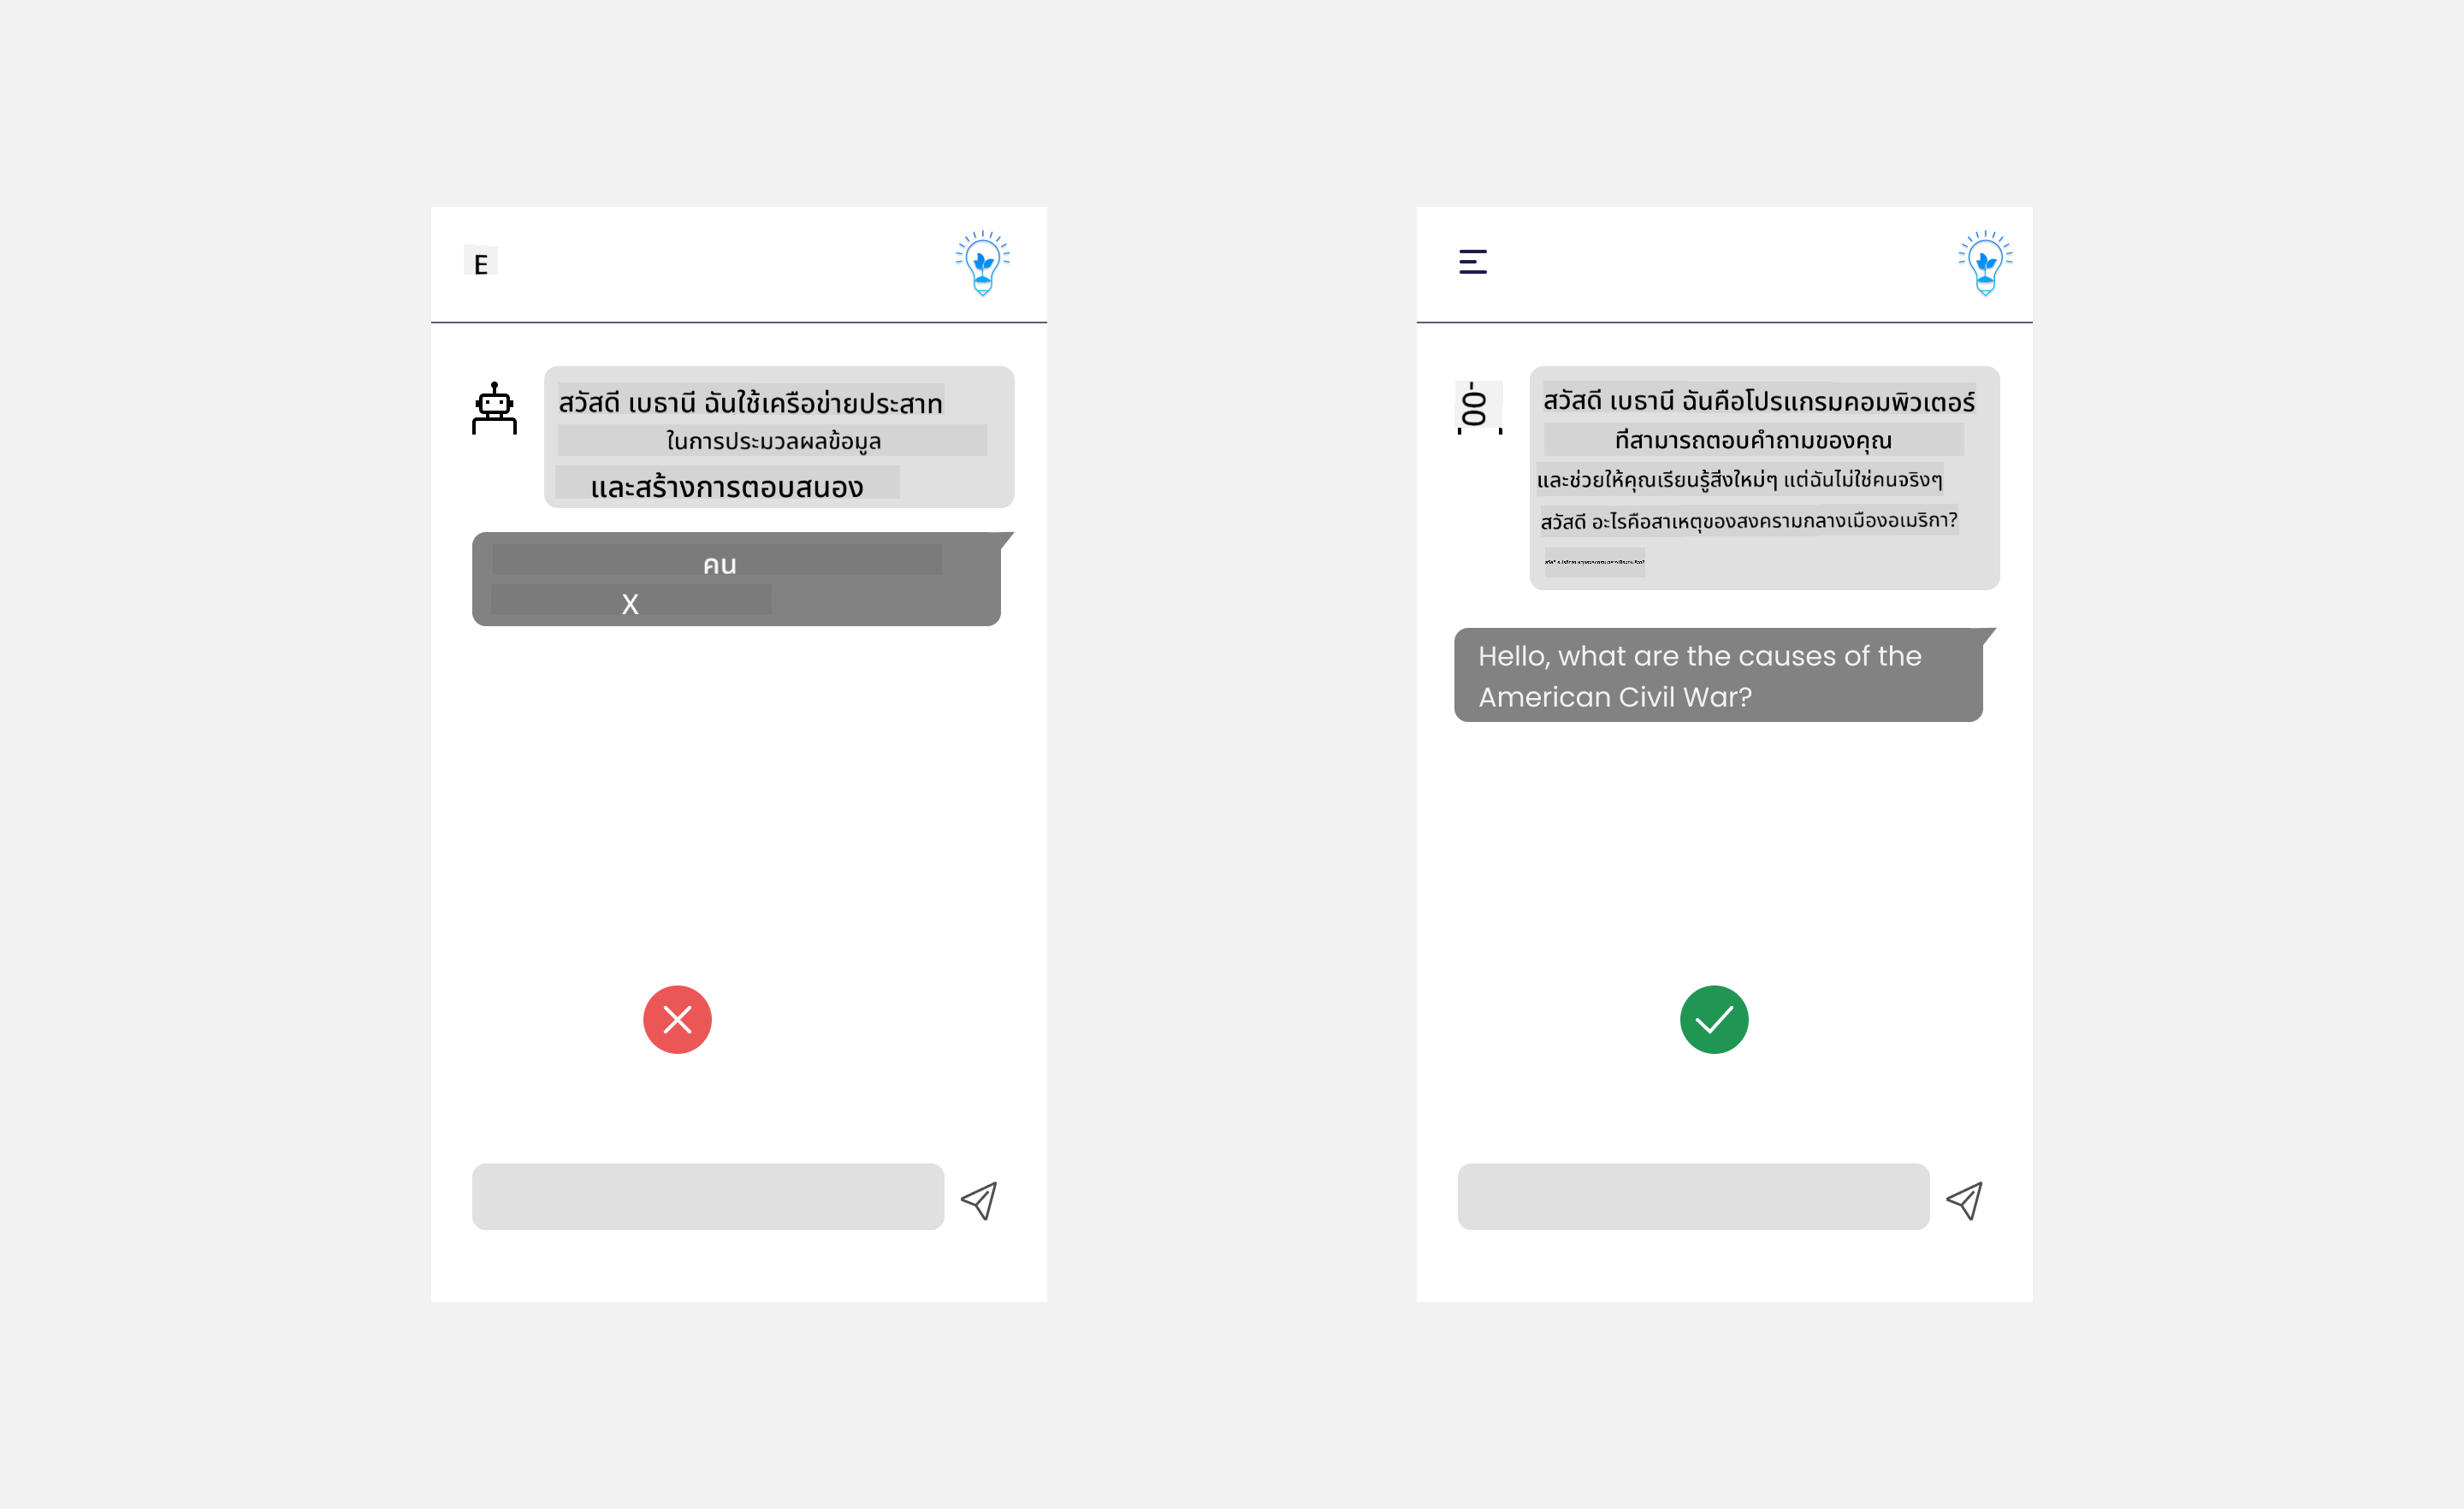 E
สวัสดี เบธานี ฉันใช้เครือข่ายประสาท
ในการประมวลผลข้อมูล
และสร้างการตอบสนอง
คน
X
-00
สวัสดี เบธานี ฉันคือโปรแกรมคอมพิวเตอร์
ที่สามารถตอบคำถามของคุณ
และช่วยให้คุณเรียนรู้สิ่งใหม่ๆ แต่ฉันไม่ใช่คนจริงๆ
สวัสดี อะไรคือสาเหตุของสงครามกลางเมืองอเมริกา?
Hello, what are the causes of the
American Civil War?